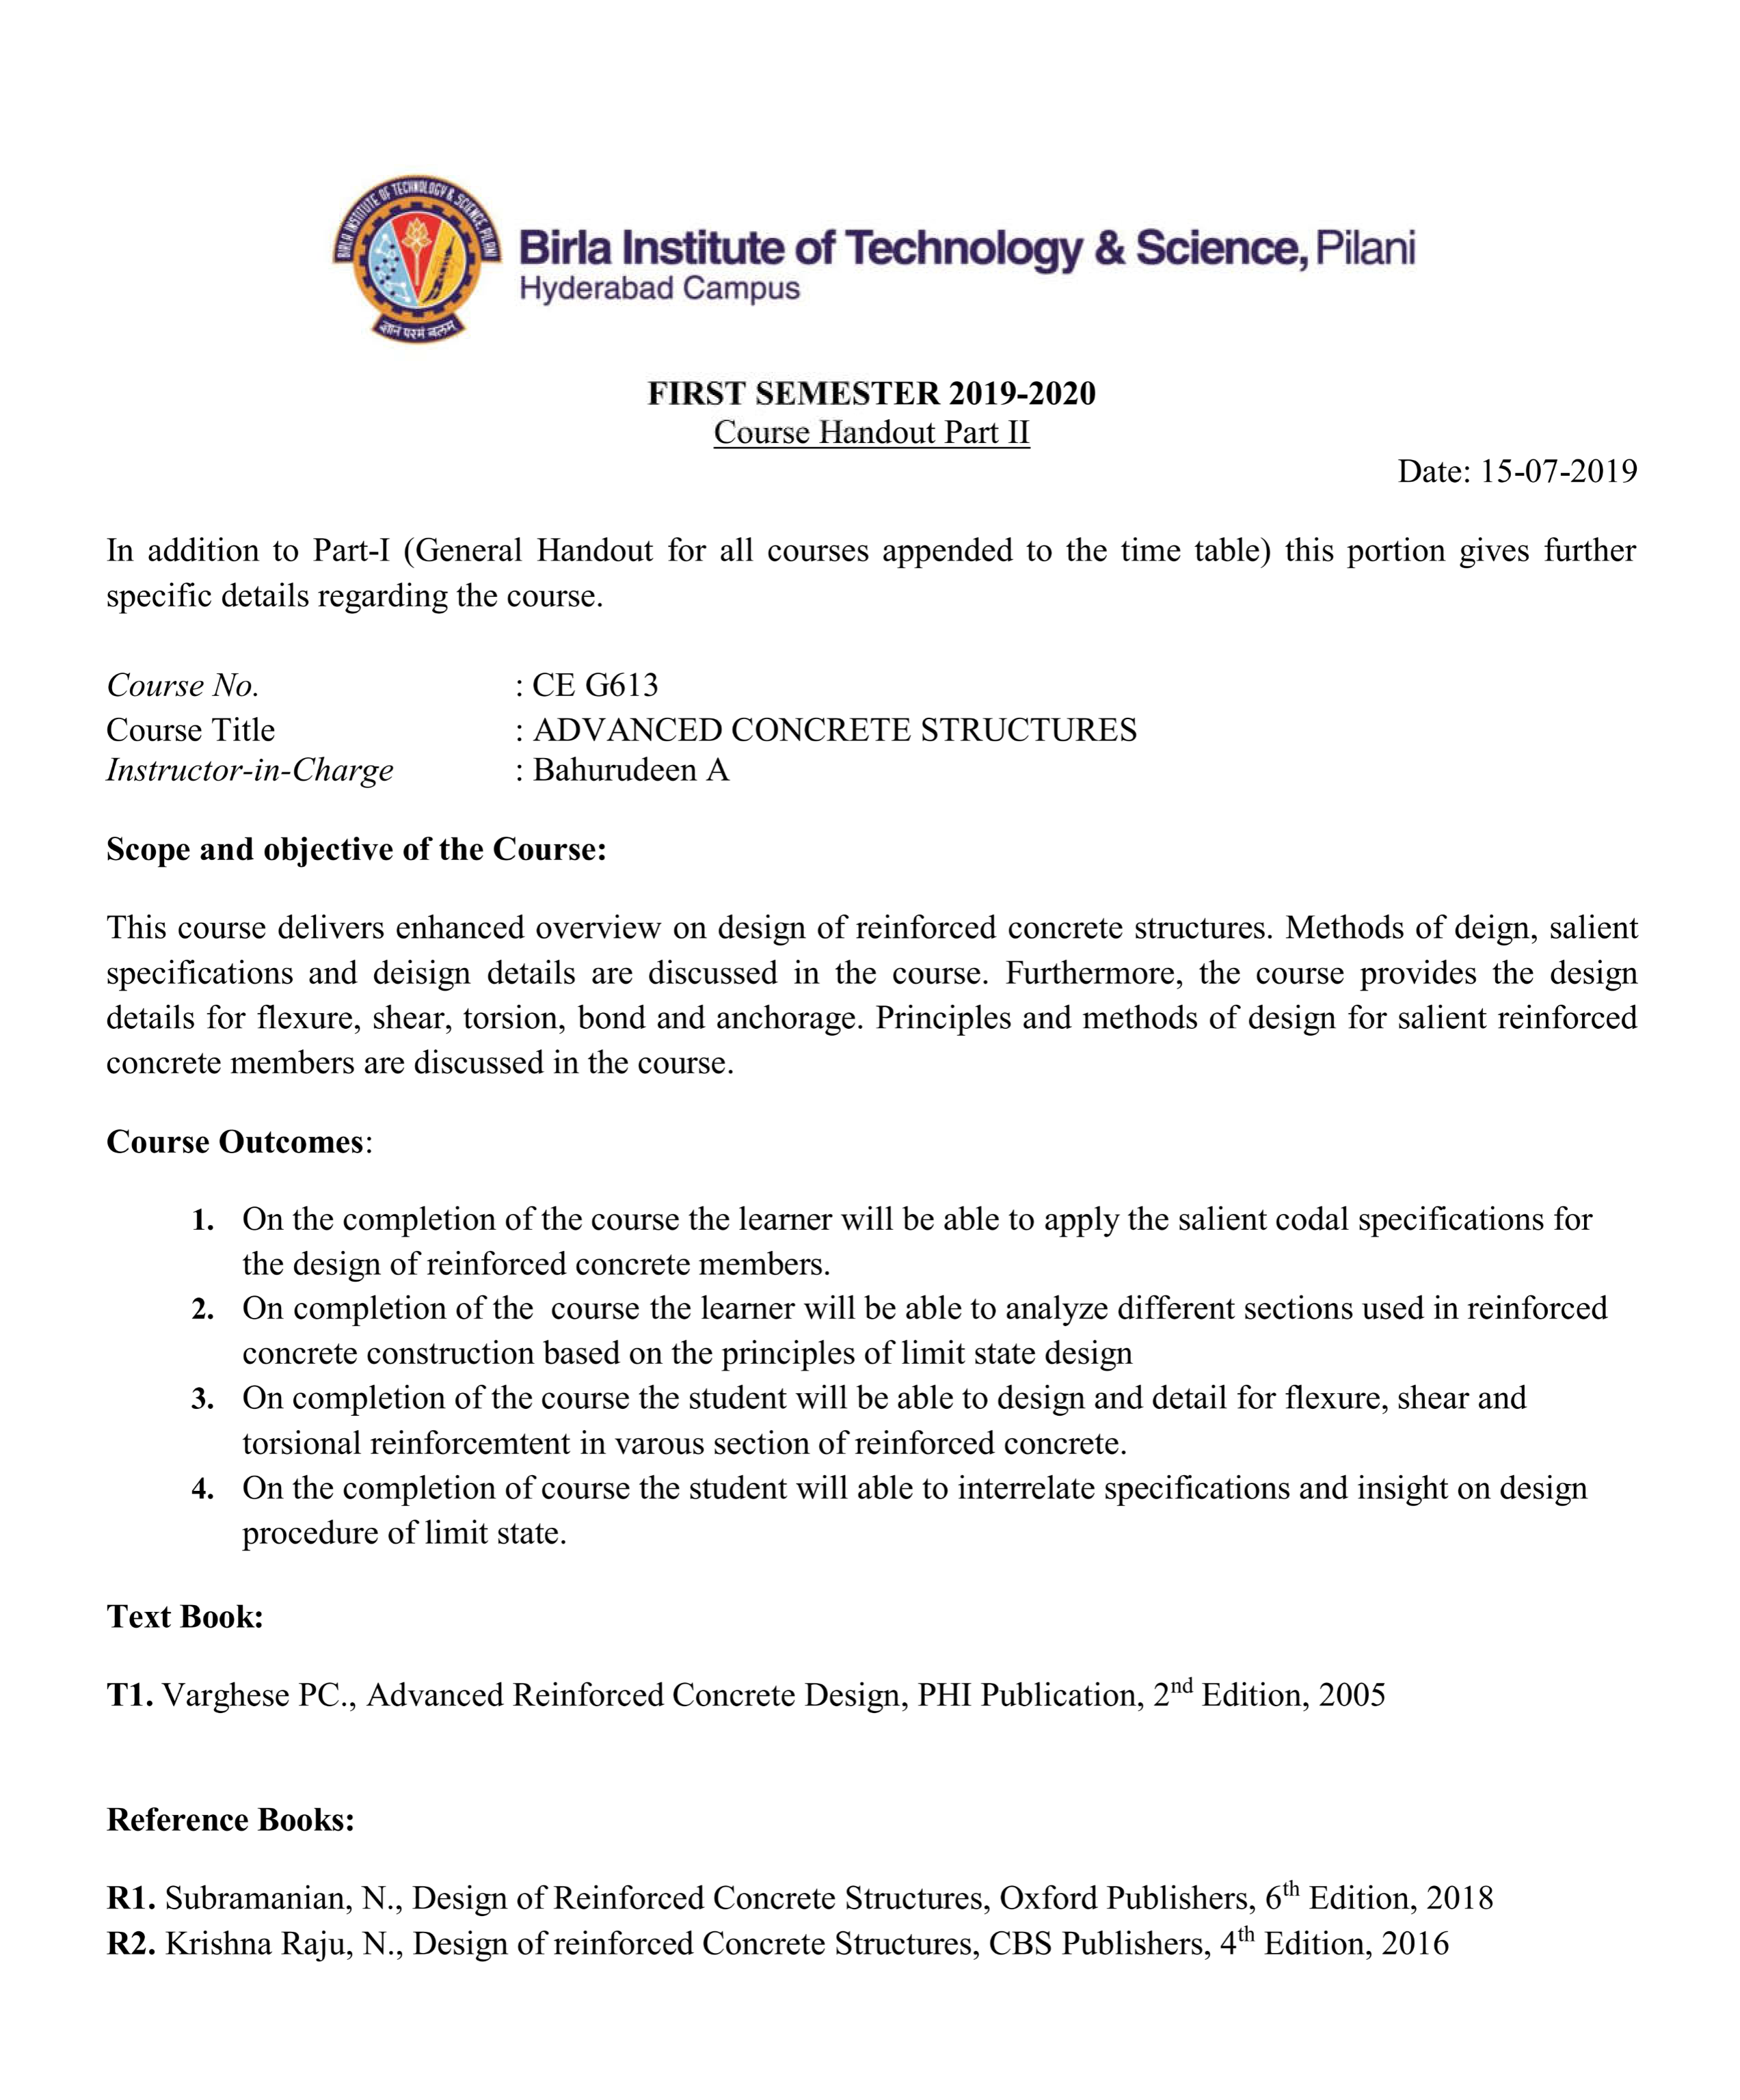 BIRLA INSTITUTE OF TECHNOLOGY & SCIENCE, PILANI
ज्ञानं परमं बलम्
Birla Institute of Technology & Science, Pilani
Hyderabad Campus
FIRST SEMESTER 2019-2020
Course Handout Part II
Date: 15-07-2019
In addition to Part-I (General Handout for all courses appended to the time table) this portion gives further
specific details regarding the course.
Course No. : CE G613
Course Title : ADVANCED CONCRETE STRUCTURES
Instructor-in-Charge : Bahurudeen A
Scope and objective of the Course:
This course delivers enhanced overview on design of reinforced concrete structures. Methods of deign, salient
specifications and deisign details are discussed in the course. Furthermore, the course provides the design
details for flexure, shear, torsion, bond and anchorage. Principles and methods of design for salient reinforced
concrete members are discussed in the course.
Course Outcomes:
1. On the completion of the course the learner will be able to apply the salient codal specifications for
the design of reinforced concrete members.
2. On completion of the course the learner will be able to analyze different sections used in reinforced
concrete construction based on the principles of limit state design
3. On completion of the course the student will be able to design and detail for flexure, shear and
torsional reinforcemtent in varous section of reinforced concrete.
4. On the completion of course the student will able to interrelate specifications and insight on design
procedure of limit state.
Text Book:
T1. Varghese PC., Advanced Reinforced Concrete Design, PHI Publication, 2nd Edition, 2005
Reference Books:
R1. Subramanian, N., Design of Reinforced Concrete Structures, Oxford Publishers, 6th Edition, 2018
R2. Krishna Raju, N., Design of reinforced Concrete Structures, CBS Publishers, 4th Edition, 2016